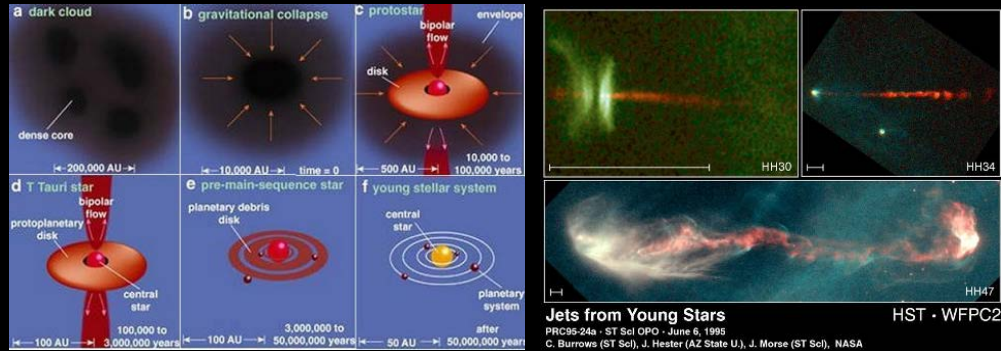 a dark cloud
dense core
200,000 AU
b gravitational collapse
10,000 AU time = 0
c protostar
envelope
bipolar
flow
disk
500 AU
10,000 to
100,000 years
d T Tauri star
bipolar
flow
protoplanetary
disk
central
star
100 AU
100,000 to
3,000,000 years
e pre-main-sequence star
planetary debris
disk
100 AU
3,000,000 to
50,000,000 years
f young stellar system
central
star
planetary
system
50 AU
after
50,000,000 years
HH30
HH34
HH47
Jets from Young Stars HST · WFPC2
PRC95-24a · ST ScI OPO · June 6, 1995
C. Burrows (ST ScI), J. Hester (AZ State U.), J. Morse (ST ScI), NASA